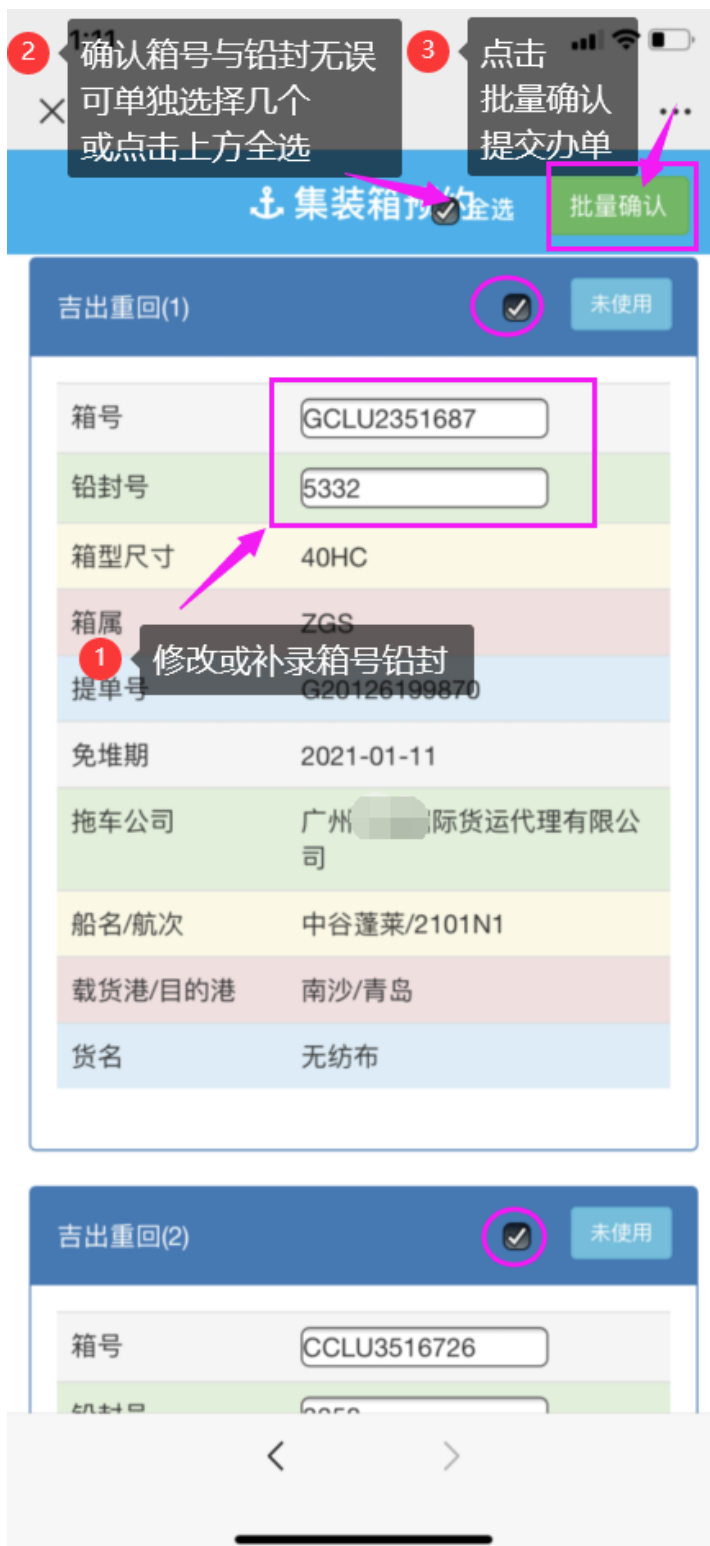 1:11
2 确认箱号与铅封无误
可单独选择几个
或点击上方全选
3 点击
批量确认
提交办单
集装箱预约
全选
批量确认
吉出重回(1)
未使用
箱号 GCLU2351687
铅封号 5332
箱型尺寸 40HC
箱属 ZGS
1 修改或补录箱号铅封
提单号 G20126199870
免堆期 2021-01-11
拖车公司 广州 际货运代理有限公
司
船名/航次 中谷蓬莱/2101N1
载货港/目的港 南沙/青岛
货名 无纺布
吉出重回(2)
未使用
箱号 CCLU3516726
铅封号